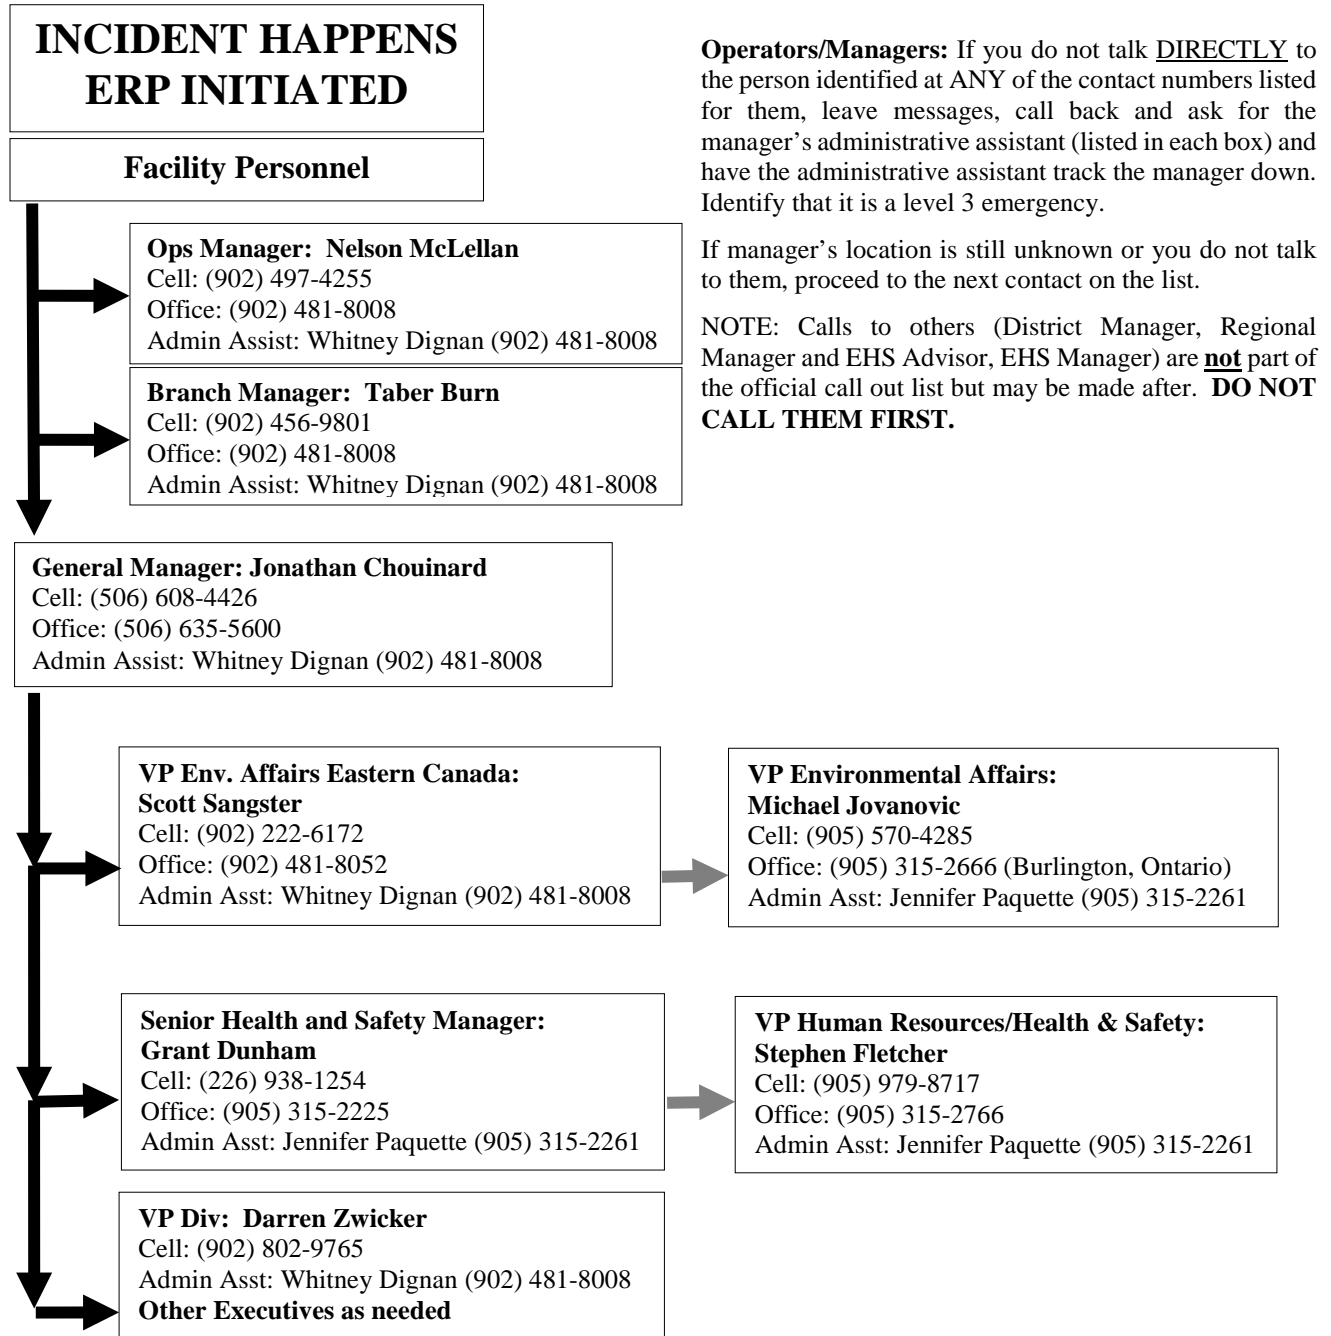 INCIDENT HAPPENS
ERP INITIATED
Facility Personnel
Operators/Managers: If you do not talk DIRECTLY to
the person identified at ANY of the contact numbers listed
for them, leave messages, call back and ask for the
manager’s administrative assistant (listed in each box) and
have the administrative assistant track the manager down.
Identify that it is a level 3 emergency.
If manager’s location is still unknown or you do not talk
to them, proceed to the next contact on the list.
NOTE: Calls to others (District Manager, Regional
Manager and EHS Advisor, EHS Manager) are not part of
the official call out list but may be made after. DO NOT
CALL THEM FIRST.
Ops Manager: Nelson McLellan
Cell: (902) 497-4255
Office: (902) 481-8008
Admin Assist: Whitney Dignan (902) 481-8008
Branch Manager: Taber Burn
Cell: (902) 456-9801
Office: (902) 481-8008
Admin Assist: Whitney Dignan (902) 481-8008
General Manager: Jonathan Chouinard
Cell: (506) 608-4426
Office: (506) 635-5600
Admin Assist: Whitney Dignan (902) 481-8008
VP Env. Affairs Eastern Canada:
Scott Sangster
Cell: (902) 222-6172
Office: (902) 481-8052
Admin Asst: Whitney Dignan (902) 481-8008
VP Environmental Affairs:
Michael Jovanovic
Cell: (905) 570-4285
Office: (905) 315-2666 (Burlington, Ontario)
Admin Asst: Jennifer Paquette (905) 315-2261
Senior Health and Safety Manager:
Grant Dunham
Cell: (226) 938-1254
Office: (905) 315-2225
Admin Asst: Jennifer Paquette (905) 315-2261
VP Human Resources/Health & Safety:
Stephen Fletcher
Cell: (905) 979-8717
Office: (905) 315-2766
Admin Asst: Jennifer Paquette (905) 315-2261
VP Div: Darren Zwicker
Cell: (902) 802-9765
Admin Asst: Whitney Dignan (902) 481-8008
Other Executives as needed